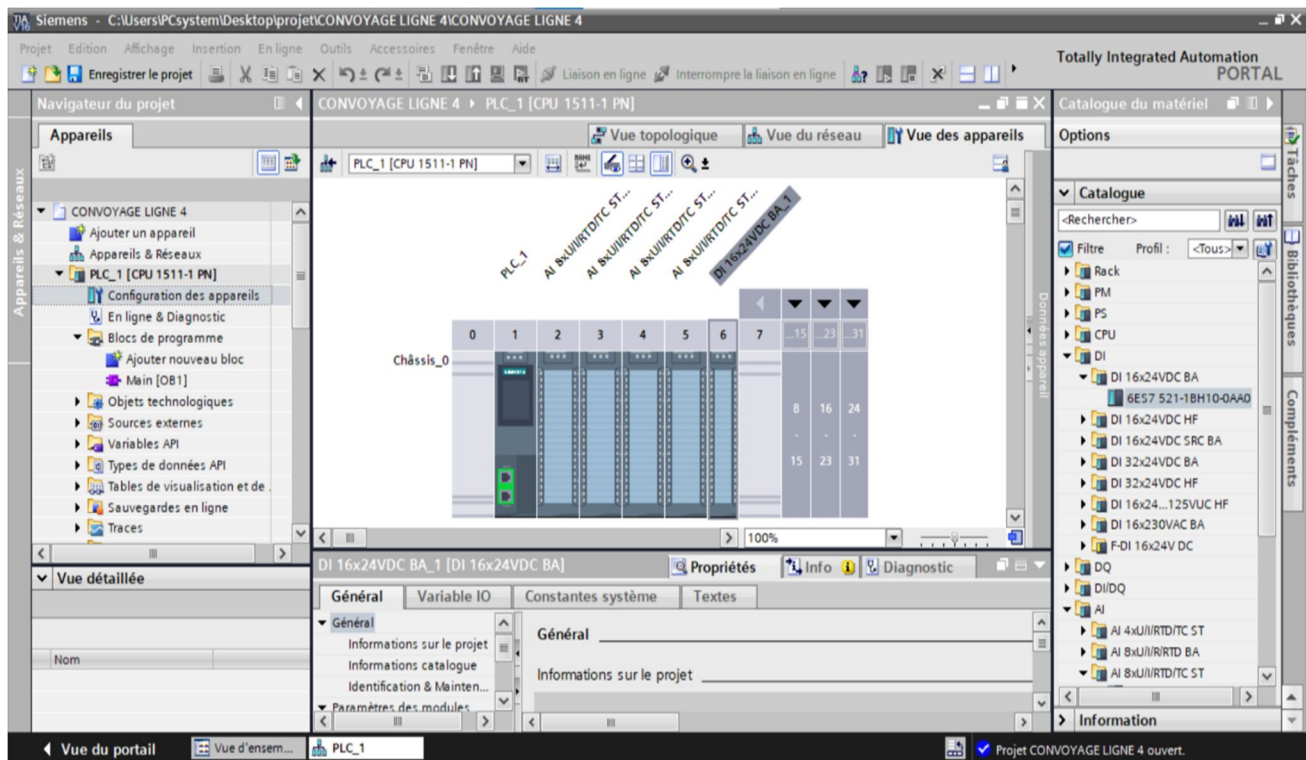 Siemens - C:\Users\PCsystem\Desktop\projet\CONVOYAGE LIGNE 4\CONVOYAGE LIGNE 4
Projet Edition Affichage Insertion En ligne Outils Accessoires Fenêtre Aide
Enregistrer le projet Liaison en ligne Interrompre la liaison en ligne
Totally Integrated Automation
PORTAL
Navigateur du projet
Appareils
Appareils & Réseaux
CONVOYAGE LIGNE 4
Ajouter un appareil
Appareils & Réseaux
PLC_1 [CPU 1511-1 PN]
Configuration des appareils
En ligne & Diagnostic
Blocs de programme
Ajouter nouveau bloc
Main [OB1]
Objets technologiques
Sources externes
Variables API
Types de données API
Tables de visualisation et de .
Sauvegardes en ligne
Traces
Vue détaillée
Nom
CONVOYAGE LIGNE 4 PLC_1 [CPU 1511-1 PN]
Vue topologique Vue du réseau Vue des appareils
PLC_1 [CPU 1511-1 PN]
PLC_1
AI 8xU/I/RTD/TC ST...
AI 8xU/I/RTD/TC ST...
AI 8xU/I/RTD/TC ST...
AI 8xU/I/RTD/TC ST...
DI 16x24VDC BA_1
0 1 2 3 4 5 6 7 ...15 ...23 ...31
Châssis_0
SIEMENS
8 16 24
- - -
15 23 31
Données appareil
100%
DI 16x24VDC BA_1 [DI 16x24VDC BA]
Propriétés Info Diagnostic
Général Variable IO Constantes système Textes
Général
Informations sur le projet
Informations catalogue
Identification & Mainten...
Paramètres des modules
Général
Informations sur le projet
Catalogue du matériel
Options
Catalogue
<Rechercher>
Filtre Profil : <Tous>
Rack
PM
PS
CPU
DI
DI 16x24VDC BA
6ES7 521-1BH10-0AA0
DI 16x24VDC HF
DI 16x24VDC SRC BA
DI 32x24VDC BA
DI 32x24VDC HF
DI 16x24...125VUC HF
DI 16x230VAC BA
F-DI 16x24V DC
DQ
DI/DQ
AI
AI 4xU/I/RTD/TC ST
AI 8xU/I/R/RTD BA
AI 8xU/I/RTD/TC ST
Information
Tâches
Bibliothèques
Compléments
Vue du portail
Vue d'ensem...
PLC_1
Projet CONVOYAGE LIGNE 4 ouvert.